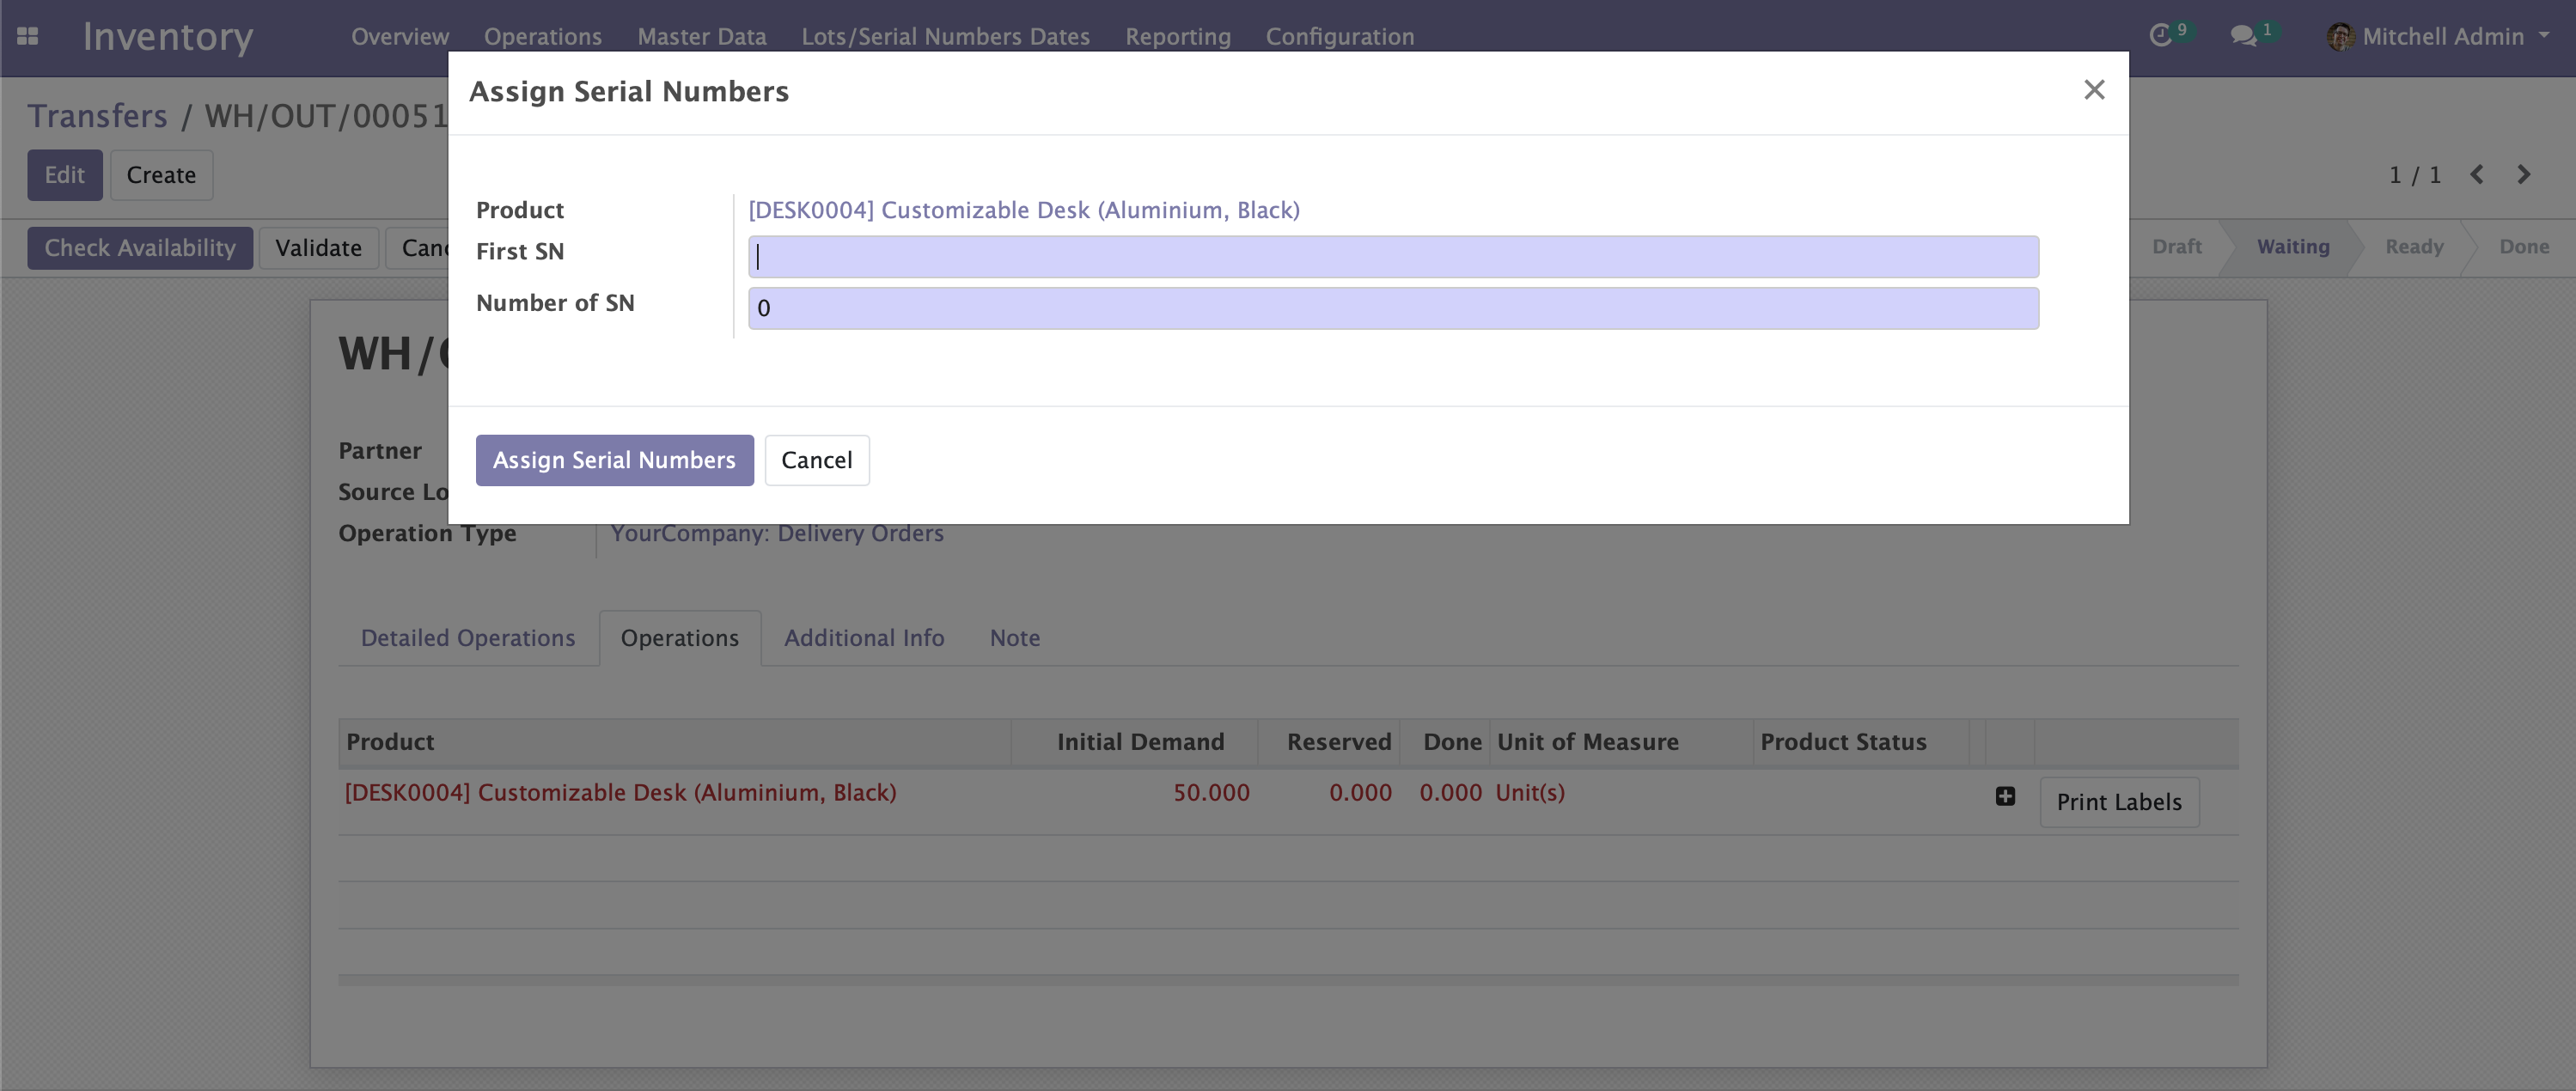 Inventory Overview Operations Master Data Lots/Serial Numbers Dates Reporting Configuration 9 1 Mitchell Admin
Assign Serial Numbers
Transfers / WH/OUT/00051
Edit Create 1 / 1
Product [DESK0004] Customizable Desk (Aluminium, Black)
First SN
Check Availability Validate Canc Draft Waiting Ready Done
Number of SN 0
WH/O
Partner
Assign Serial Numbers Cancel
Source Lo
Operation Type YourCompany: Delivery Orders
Detailed Operations Operations Additional Info Note
Product Initial Demand Reserved Done Unit of Measure Product Status
[DESK0004] Customizable Desk (Aluminium, Black) 50.000 0.000 0.000 Unit(s) Print Labels